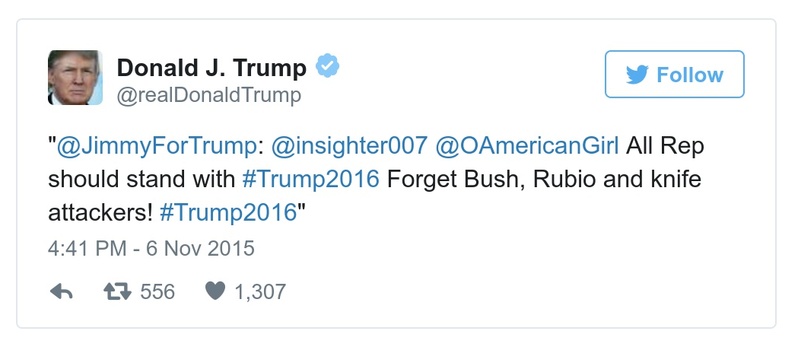 Donald J. Trump
@realDonaldTrump
Follow
"@JimmyForTrump: @insighter007 @OAmericanGirl All Rep
should stand with #Trump2016 Forget Bush, Rubio and knife
attackers! #Trump2016"
4:41 PM - 6 Nov 2015
556 1,307